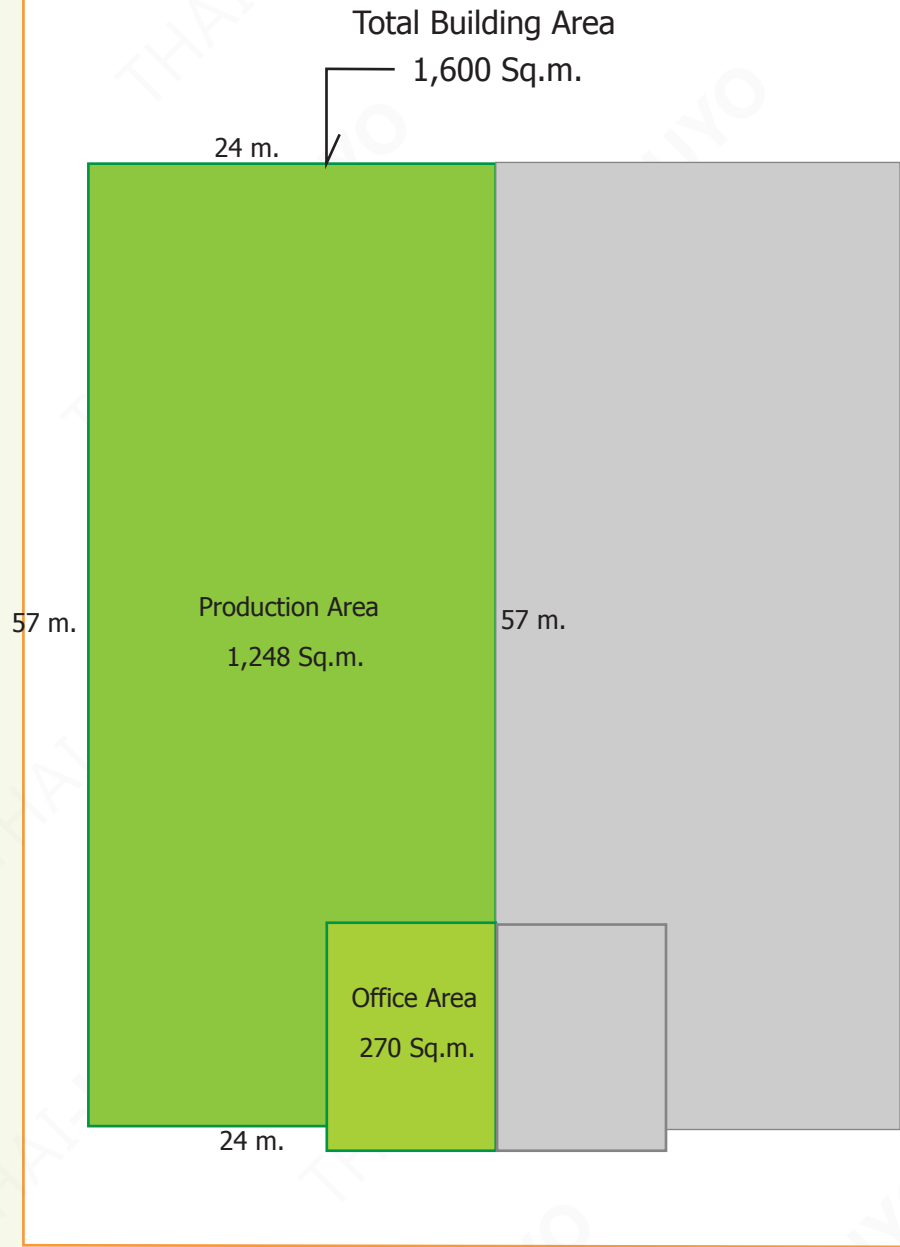 Total Building Area
1,600 Sq.m.
24 m.
Production Area
57 m.
57 m.
1,248 Sq.m.
Office Area
270 Sq.m.
24 m.